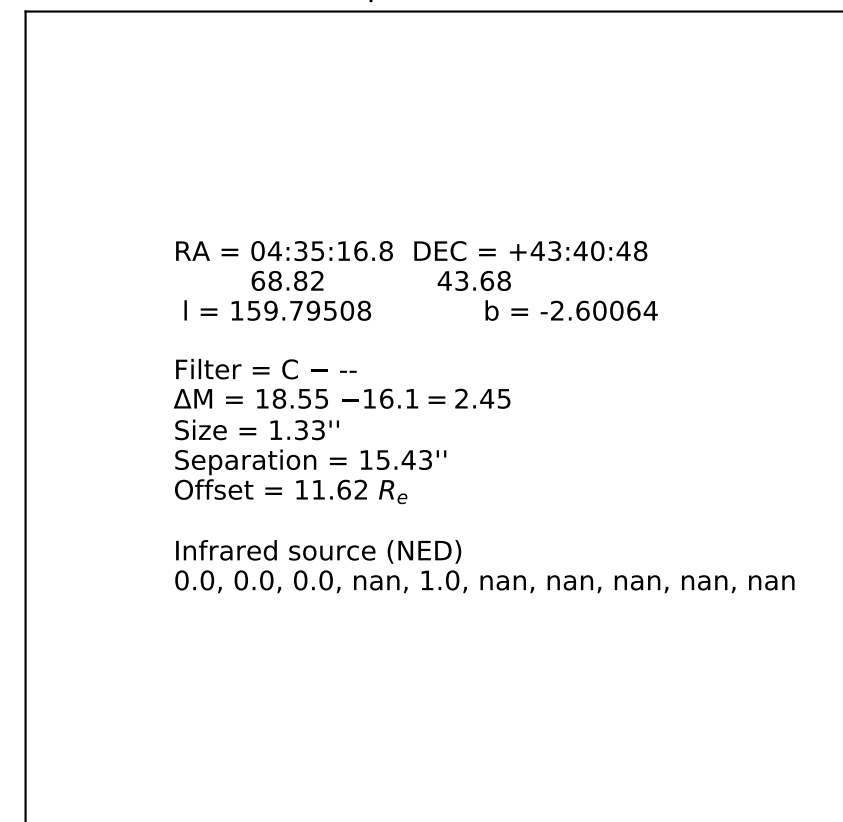 RA = 04:35:16.8 DEC = +43:40:48
68.82 43.68
l = 159.79508 b = -2.60064
Filter = C − --
ΔM = 18.55 −16.1 = 2.45
Size = 1.33''
Separation = 15.43''
Offset = 11.62 Rₑ
Infrared source (NED)
0.0, 0.0, 0.0, nan, 1.0, nan, nan, nan, nan, nan